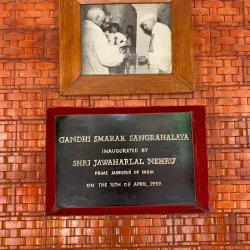 GANDHI SMARAK SANGRAHALAYA
INAUGURATED BY
SHRI JAWAHARLAL NEHRU
PRIME MINISTER OF INDIA
ON THE 15TH OF APRIL, 1959.